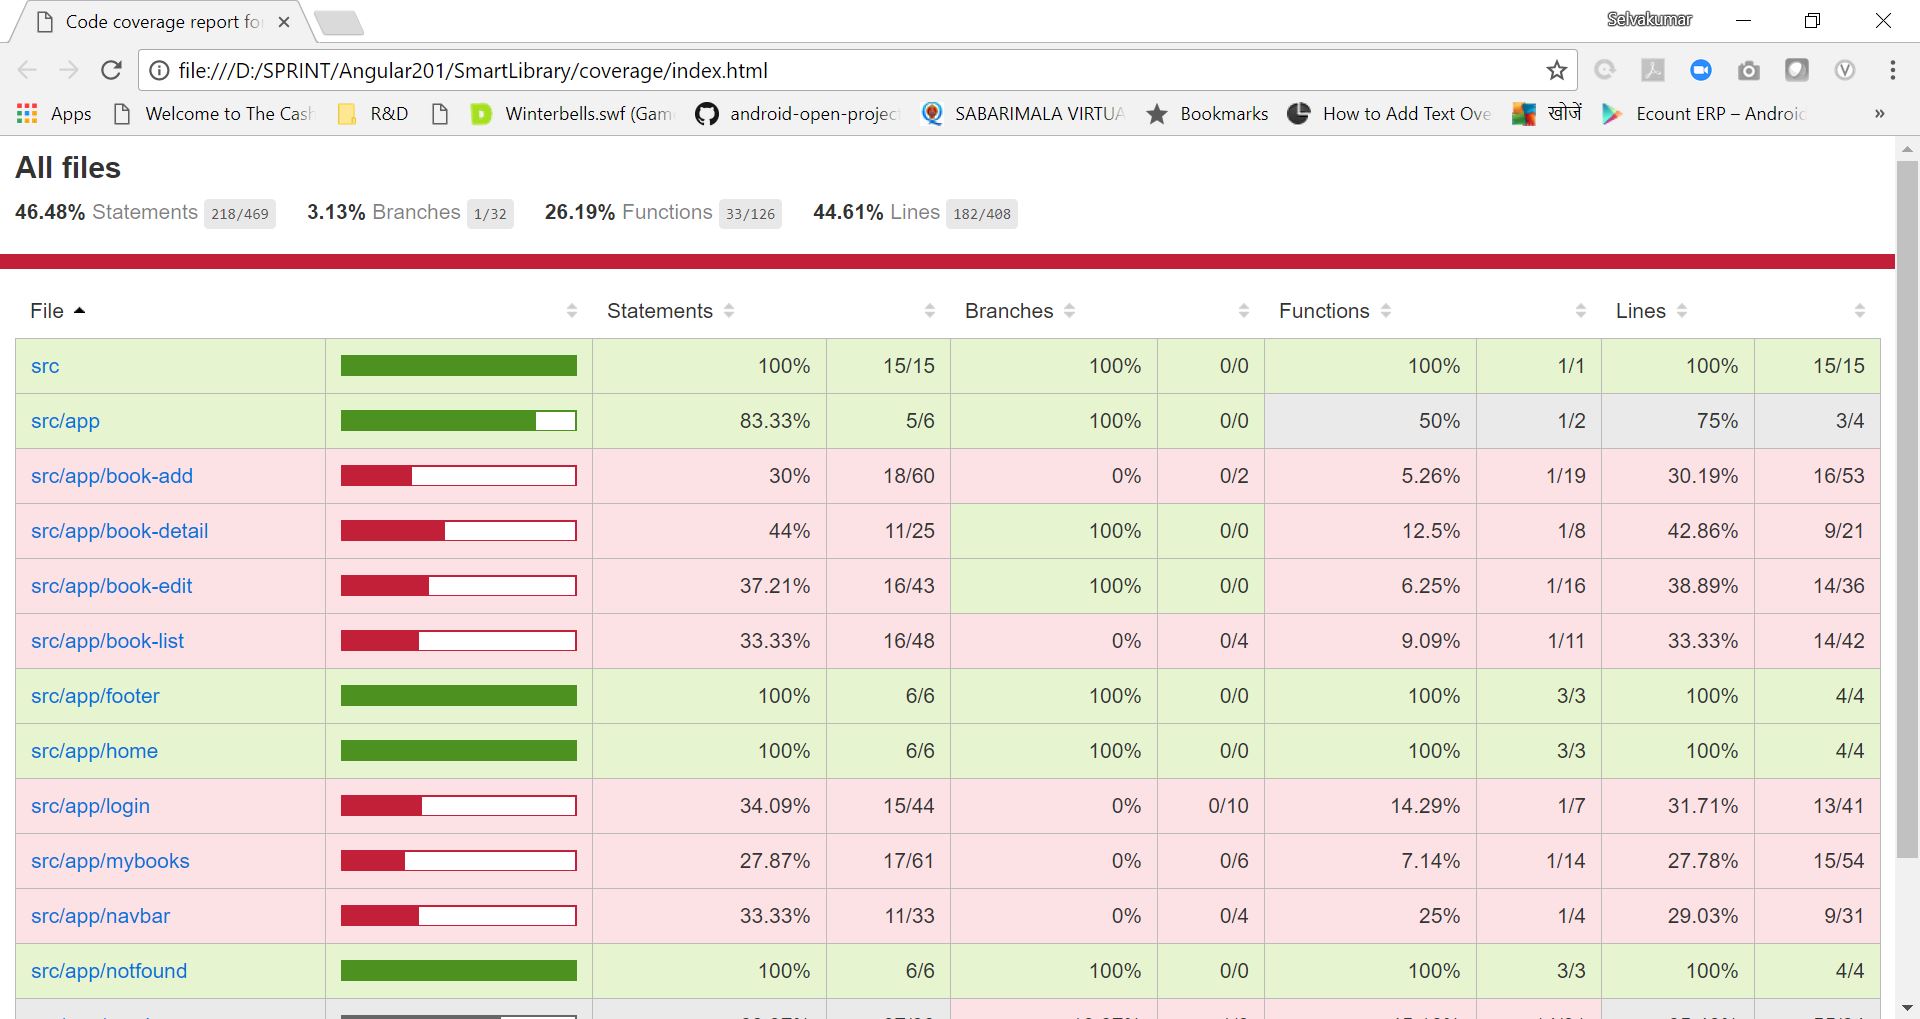 Code coverage report fo
Selvakumar
file:///D:/SPRINT/Angular201/SmartLibrary/coverage/index.html
Apps Welcome to The Cash R&D Winterbells.swf (Gam android-open-projec SABARIMALA VIRTUA Bookmarks How to Add Text Ove खोजें Ecount ERP – Androi »
All files
46.48% Statements 218/469 3.13% Branches 1/32 26.19% Functions 33/126 44.61% Lines 182/408
File Statements Branches Functions Lines
src 100% 15/15 100% 0/0 100% 1/1 100% 15/15
src/app 83.33% 5/6 100% 0/0 50% 1/2 75% 3/4
src/app/book-add 30% 18/60 0% 0/2 5.26% 1/19 30.19% 16/53
src/app/book-detail 44% 11/25 100% 0/0 12.5% 1/8 42.86% 9/21
src/app/book-edit 37.21% 16/43 100% 0/0 6.25% 1/16 38.89% 14/36
src/app/book-list 33.33% 16/48 0% 0/4 9.09% 1/11 33.33% 14/42
src/app/footer 100% 6/6 100% 0/0 100% 3/3 100% 4/4
src/app/home 100% 6/6 100% 0/0 100% 3/3 100% 4/4
src/app/login 34.09% 15/44 0% 0/10 14.29% 1/7 31.71% 13/41
src/app/mybooks 27.87% 17/61 0% 0/6 7.14% 1/14 27.78% 15/54
src/app/navbar 33.33% 11/33 0% 0/4 25% 1/4 29.03% 9/31
src/app/notfound 100% 6/6 100% 0/0 100% 3/3 100% 4/4